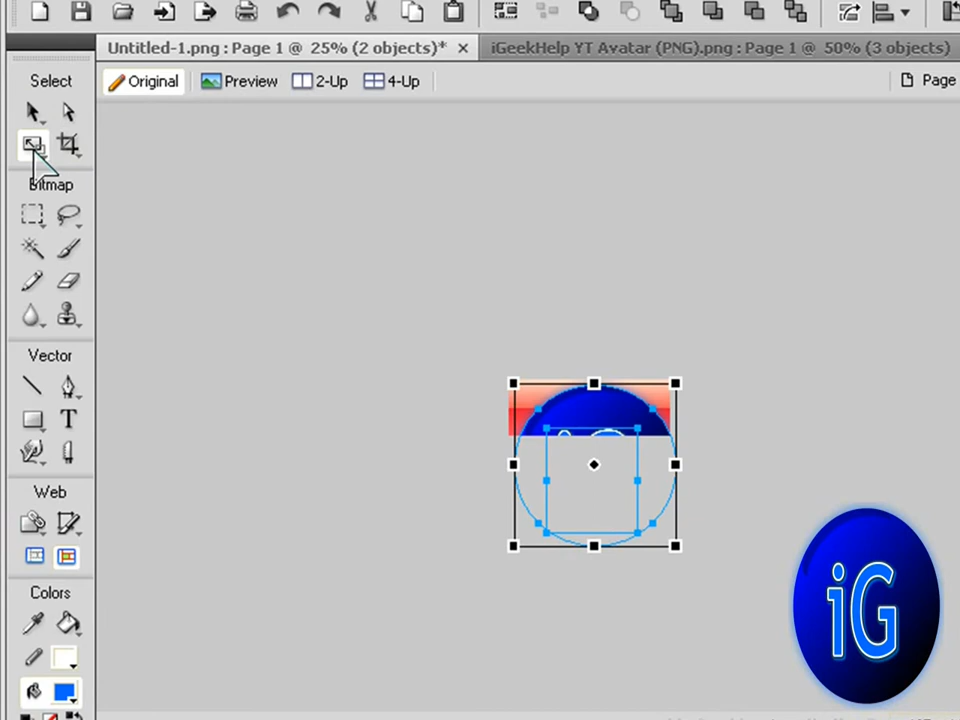 Untitled-1.png : Page 1 @ 25% (2 objects)* × iGeekHelp YT Avatar (PNG).png : Page 1 @ 50% (3 objects)
Original Preview 2-Up 4-Up Page
Select
Bitmap
Vector
T
Web
Colors
iG